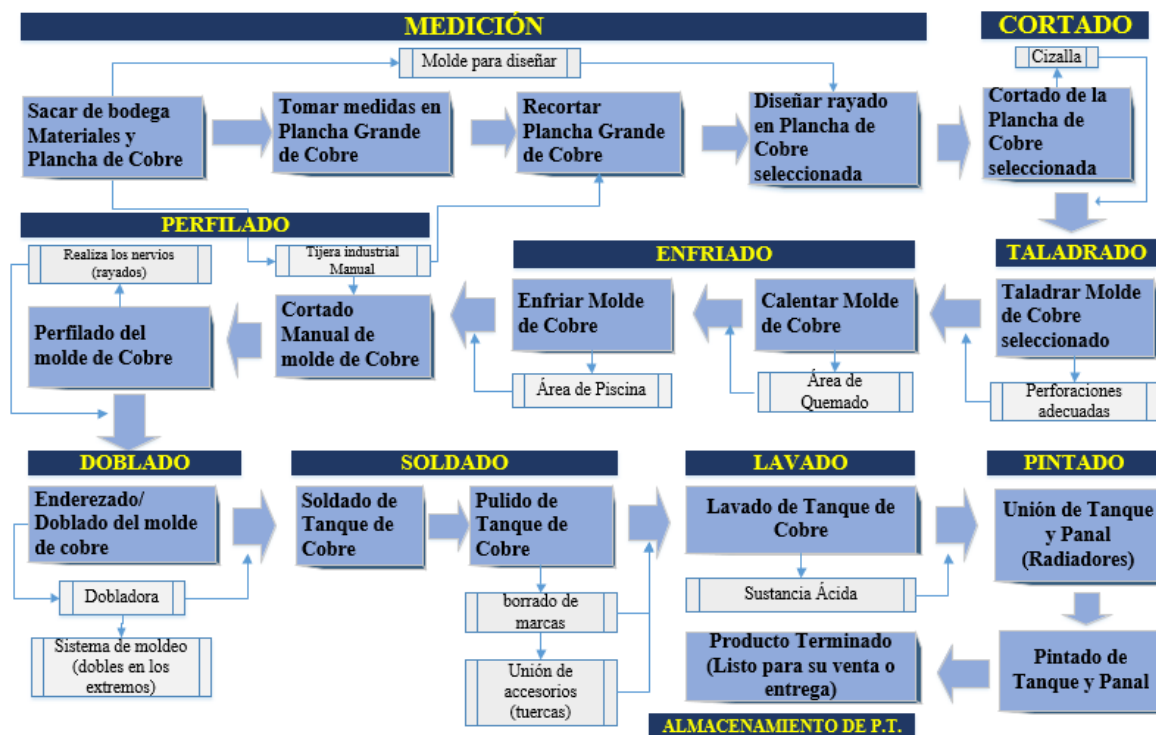 MEDICIÓN
CORTADO
Molde para diseñar
Cizalla
Sacar de bodega
Materiales y
Plancha de Cobre
Tomar medidas en
Plancha Grande
de Cobre
Recortar
Plancha Grande
de Cobre
Diseñar rayado
en Plancha de
Cobre
seleccionada
Cortado de la
Plancha de
Cobre
seleccionada
PERFILADO
Realiza los nervios
(rayados)
Tijera industrial
Manual
ENFRIADO
TALADRADO
Perfilado del
molde de Cobre
Cortado
Manual de
molde de Cobre
Enfriar Molde
de Cobre
Calentar Molde
de Cobre
Taladrar Molde
de Cobre
seleccionado
Área de Piscina
Área de
Quemado
Perforaciones
adecuadas
DOBLADO
SOLDADO
LAVADO
PINTADO
Enderezado/
Doblado del molde
de cobre
Soldado de
Tanque de
Cobre
Pulido de
Tanque de
Cobre
Lavado de Tanque de
Cobre
Unión de Tanque
y Panal
(Radiadores)
Dobladora
Sistema de moldeo
(dobles en los
extremos)
borrado de
marcas
Unión de
accesorios
(tuercas)
Sustancia Ácida
Producto Terminado
(Listo para su venta o
entrega)
Pintado de
Tanque y Panal
ALMACENAMIENTO DE P.T.